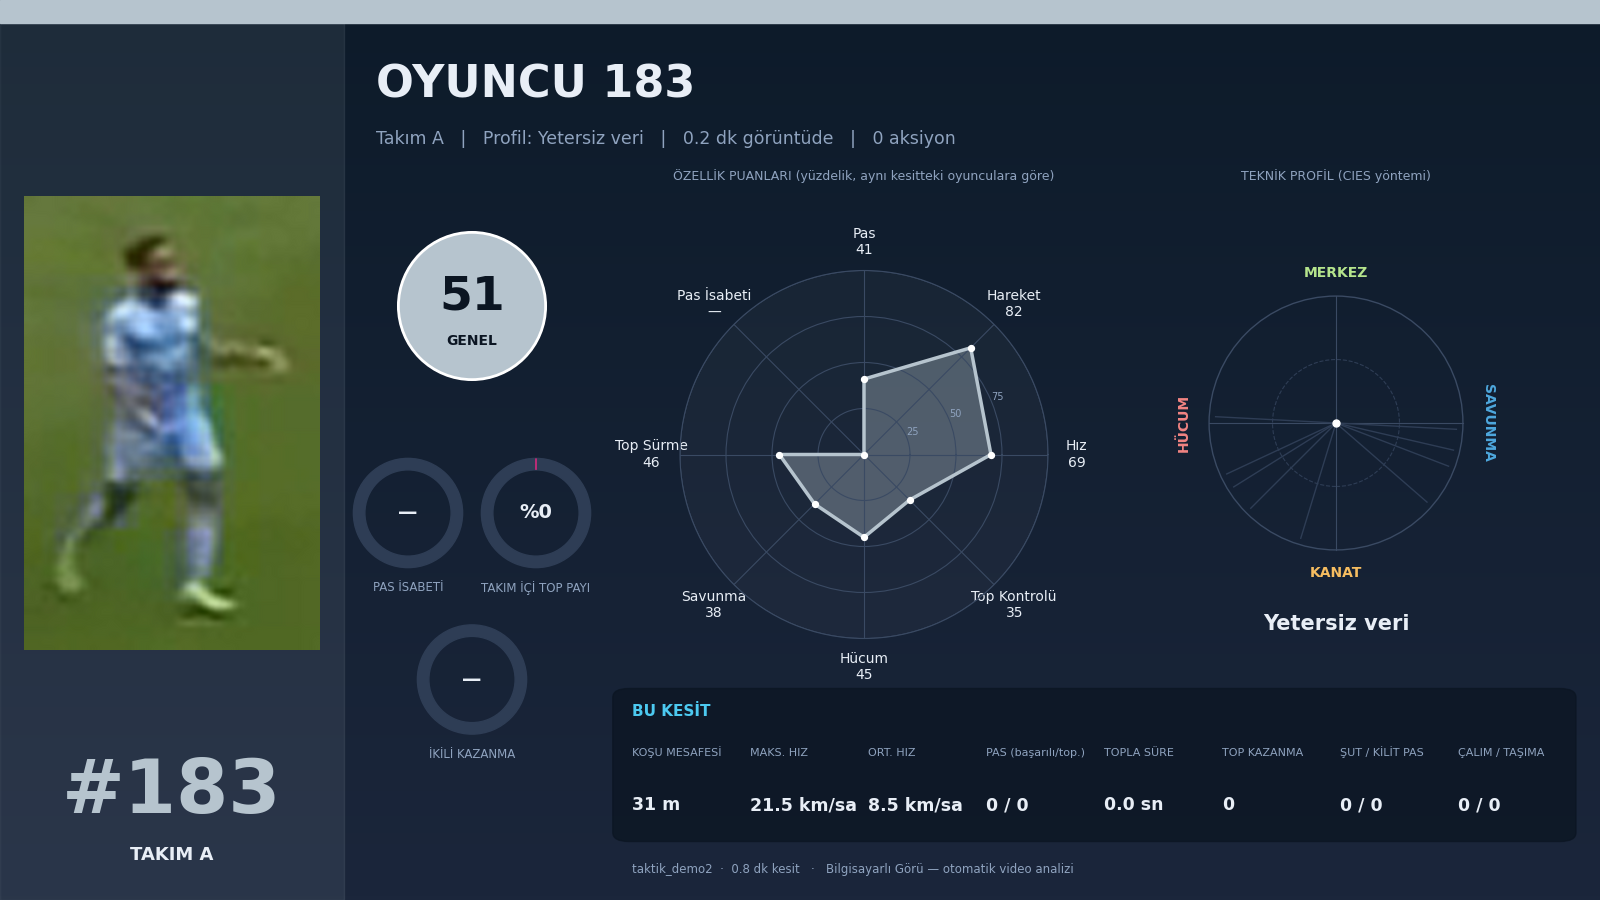 OYUNCU 183
Takım A | Profil: Yetersiz veri | 0.2 dk görüntüde | 0 aksiyon
ÖZELLİK PUANLARI (yüzdelik, aynı kesitteki oyunculara göre)
TEKNİK PROFİL (CIES yöntemi)
51
GENEL
—
PAS İSABETİ
%0
TAKIM İÇİ TOP PAYI
—
İKİLİ KAZANMA
Pas
41
Pas İsabeti
—
Hareket
82
Top Sürme
46
Hız
69
Savunma
38
Top Kontrolü
35
Hücum
45
25
50
75
MERKEZ
HÜCUM
SAVUNMA
KANAT
Yetersiz veri
#183
TAKIM A
BU KESİT
KOŞU MESAFESİ MAKS. HIZ ORT. HIZ PAS (başarılı/top.) TOPLA SÜRE TOP KAZANMA ŞUT / KİLİT PAS ÇALIM / TAŞIMA
31 m 21.5 km/sa 8.5 km/sa 0 / 0 0.0 sn 0 0 / 0 0 / 0
taktik_demo2 · 0.8 dk kesit · Bilgisayarlı Görü — otomatik video analizi